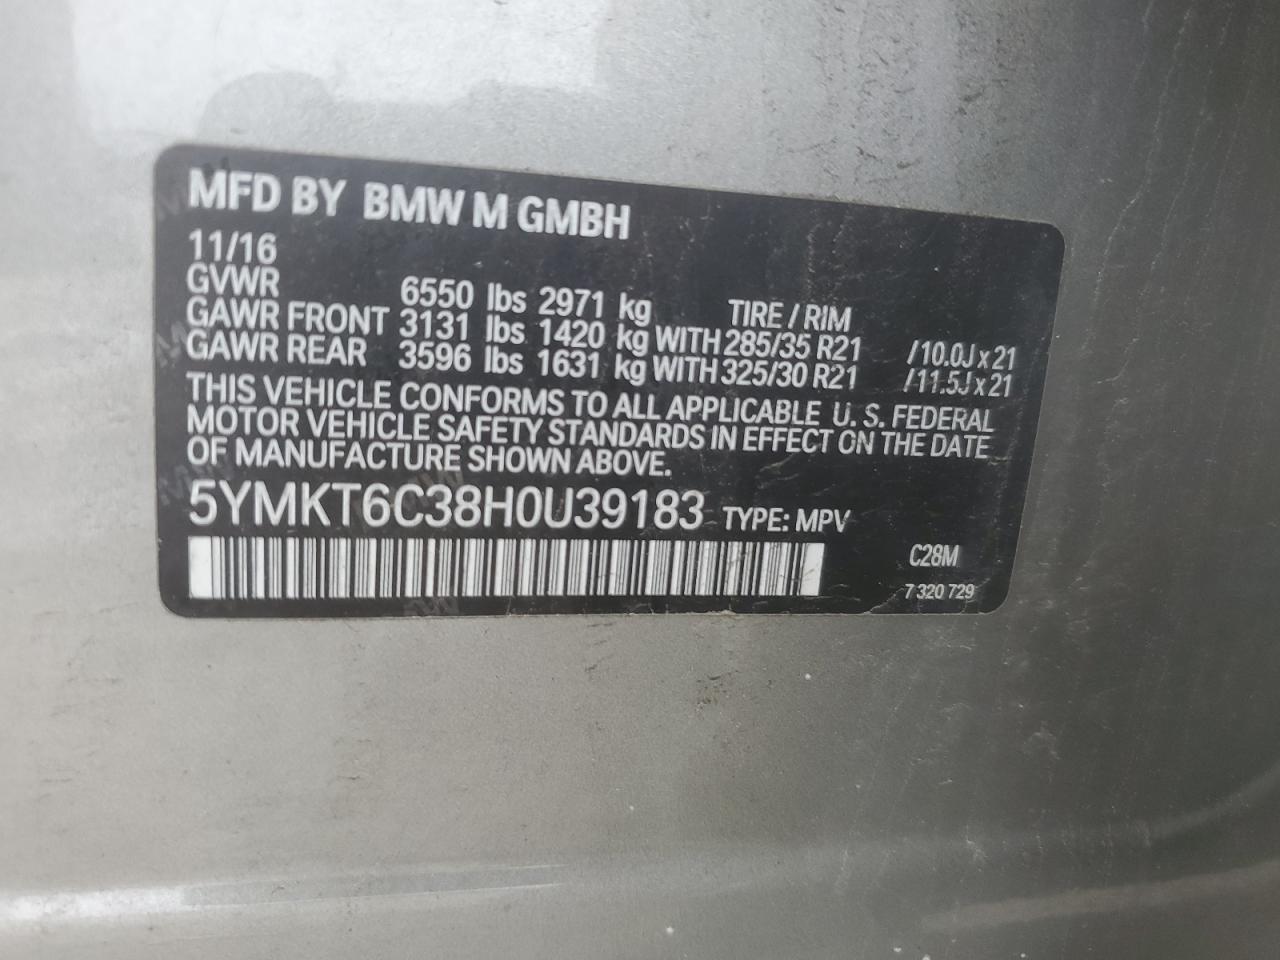 MFD BY BMW M GMBH
11/16
GVWR 6550 lbs 2971 kg TIRE / RIM
GAWR FRONT 3131 lbs 1420 kg WITH 285/35 R21 /10.0J x 21
GAWR REAR 3596 lbs 1631 kg WITH 325/30 R21 /11.5J x 21
THIS VEHICLE CONFORMS TO ALL APPLICABLE U. S. FEDERAL
MOTOR VEHICLE SAFETY STANDARDS IN EFFECT ON THE DATE
OF MANUFACTURE SHOWN ABOVE.
5YMKT6C38H0U39183 TYPE: MPV
C28M
7 320 729